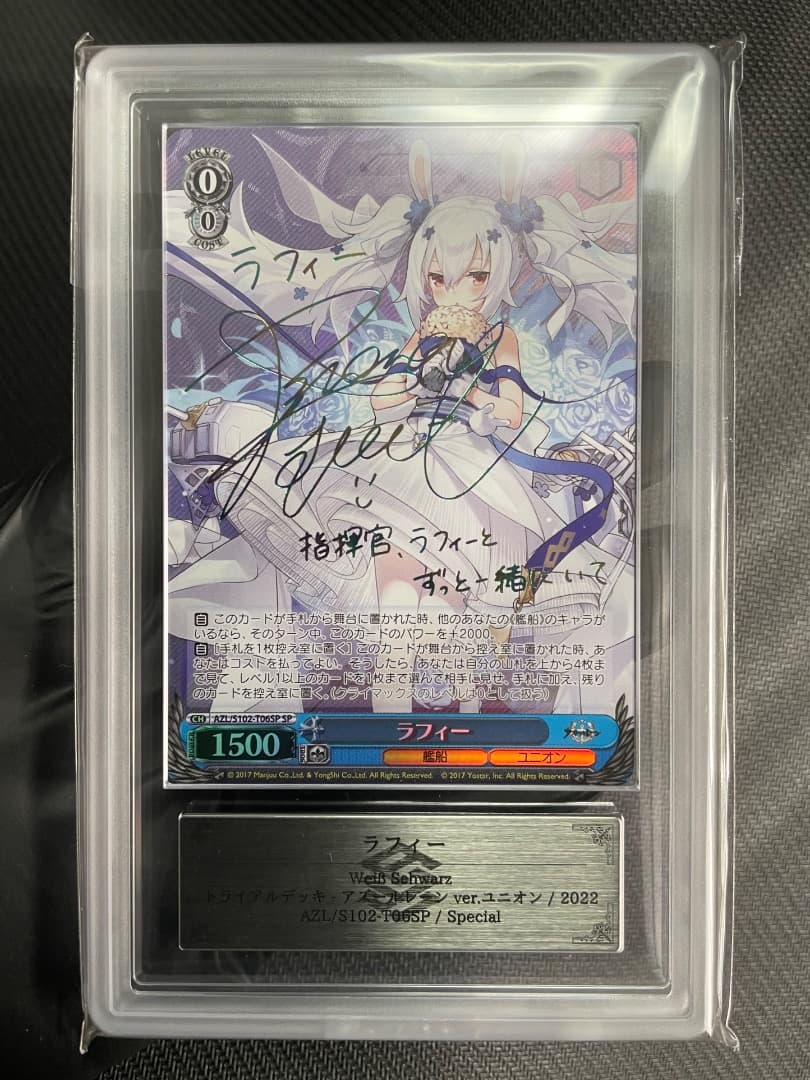 LEVEL
0
0
COST
ラフィー
指揮官、ラフィーと
ずっと一緒にいて
自 このカードが手札から舞台に置かれた時、他のあなたの《艦船》のキャラが
いるなら、そのターン中、このカードのパワーを+2000。
自 [手札を1枚控え室に置く] このカードが舞台から控え室に置かれた時、あ
なたはコストを払ってよい。そうしたら、あなたは自分の山札を上から4枚ま
で見て、レベル1以上のカードを1枚まで選んで相手に見せ、手札に加え、残り
のカードを控え室に置く。(クライマックスのレベルは0として扱う)
CH AZL/S102-T06SP SP
ラフィー
POWER 1500 SOUL 艦船 ユニオン
© 2017 Manjuu Co.,Ltd. & YongShi Co.,Ltd. All Rights Reserved. © 2017 Yostar, Inc. All Rights Reserved.
ラフィー
Weiß Schwarz
トライアルデッキ - アズールレーン ver.ユニオン / 2022
AZL/S102-T06SP / Special